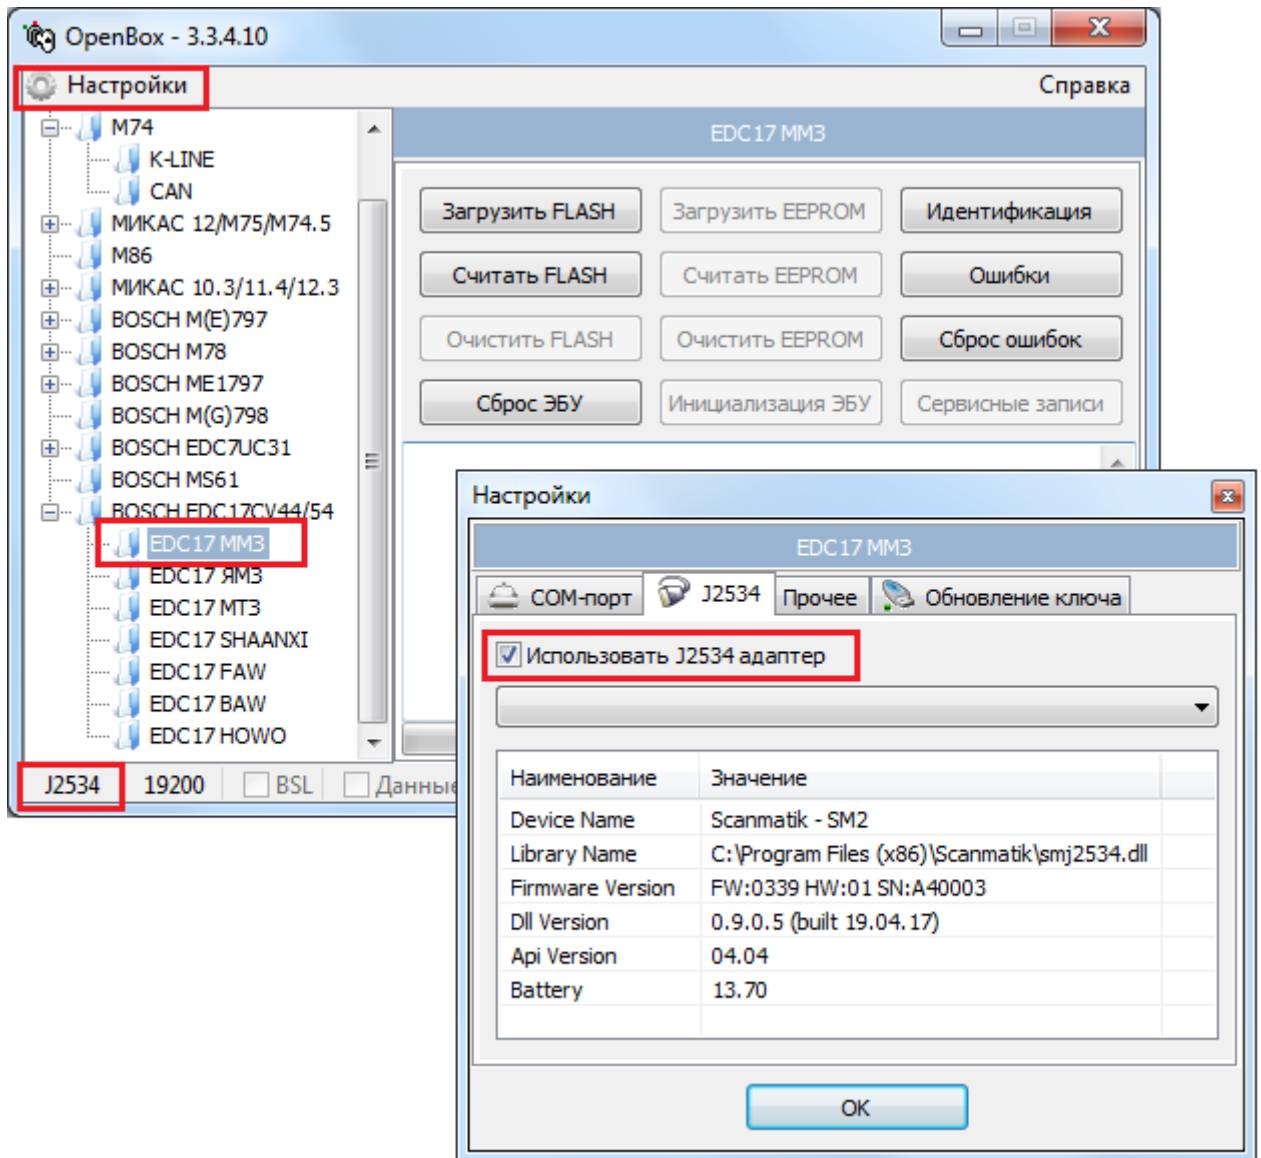 OpenBox - 3.3.4.10
Настройки
Справка
M74
K-LINE
CAN
МИКАС 12/M75/M74.5
M86
МИКАС 10.3/11.4/12.3
BOSCH M(E)797
BOSCH M78
BOSCH ME1797
BOSCH M(G)798
BOSCH EDC7UC31
BOSCH MS61
BOSCH EDC17CV44/54
EDC17 ММЗ
EDC17 ЯМЗ
EDC17 МТЗ
EDC17 SHAANXI
EDC17 FAW
EDC17 BAW
EDC17 HOWO
EDC17 ММЗ
Загрузить FLASH
Загрузить EEPROM
Идентификация
Считать FLASH
Считать EEPROM
Ошибки
Очистить FLASH
Очистить EEPROM
Сброс ошибок
Сброс ЭБУ
Инициализация ЭБУ
Сервисные записи
J2534
19200
BSL
Данные
Настройки
EDC17 ММЗ
COM-порт
J2534
Прочее
Обновление ключа
Использовать J2534 адаптер
Наименование Значение
Device Name Scanmatik - SM2
Library Name C:\Program Files (x86)\Scanmatik\smj2534.dll
Firmware Version FW:0339 HW:01 SN:A40003
Dll Version 0.9.0.5 (built 19.04.17)
Api Version 04.04
Battery 13.70
OK